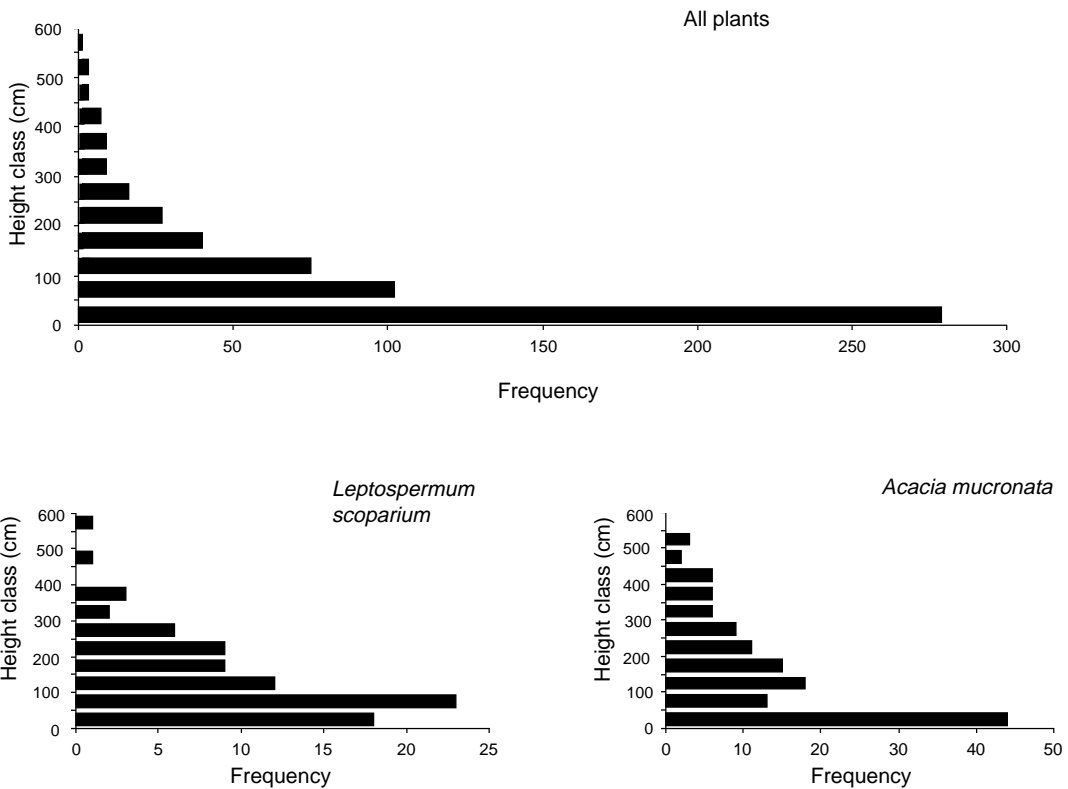 All plants
Height class (cm)
600
500
400
300
200
100
0
0 50 100 150 200 250 300
Frequency
Leptospermum
scoparium
Height class (cm)
600
500
400
300
200
100
0
0 5 10 15 20 25
Frequency
Acacia mucronata
Height class (cm)
600
500
400
300
200
100
0
0 10 20 30 40 50
Frequency